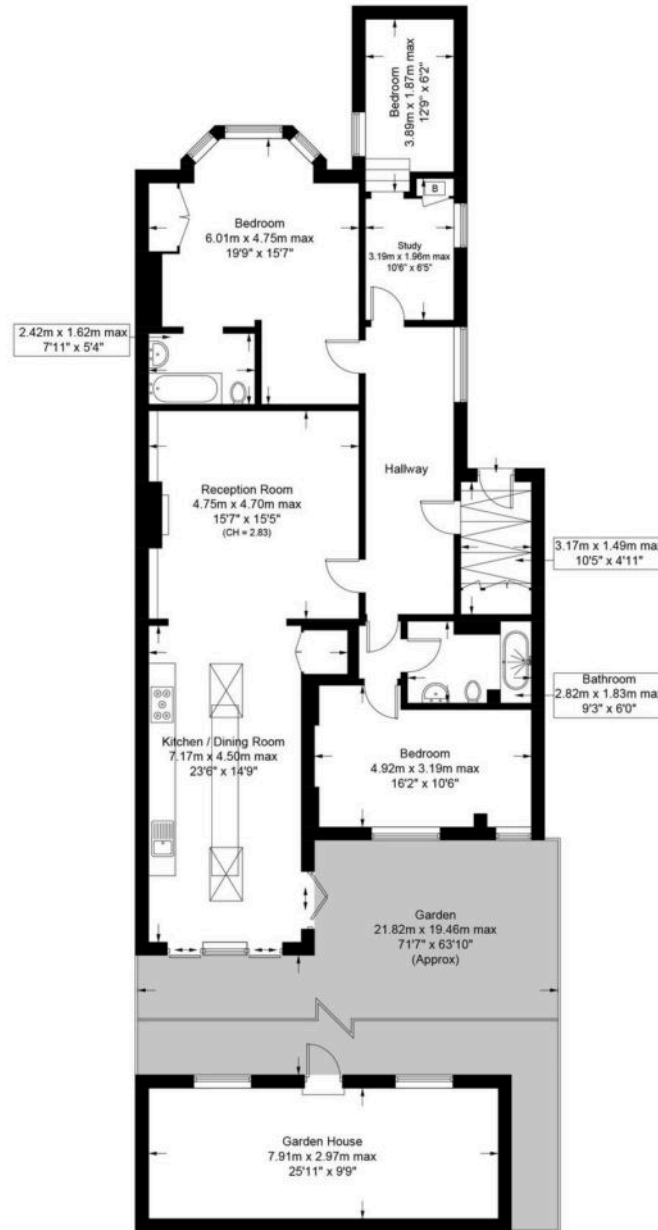 Bedroom
3.89m x 1.87m max
12'9" x 6'2"
B
Bedroom
6.01m x 4.75m max
19'9" x 15'7"
Study
3.19m x 1.96m max
10'6" x 6'5"
2.42m x 1.62m max
7'11" x 5'4"
Hallway
Reception Room
4.75m x 4.70m max
15'7" x 15'5"
(CH = 2.83)
3.17m x 1.49m max
10'5" x 4'11"
Bathroom
2.82m x 1.83m max
9'3" x 6'0"
Kitchen / Dining Room
7.17m x 4.50m max
23'6" x 14'9"
Bedroom
4.92m x 3.19m max
16'2" x 10'6"
Garden
21.82m x 19.46m max
71'7" x 63'10"
(Approx)
Garden House
7.91m x 2.97m max
25'11" x 9'9"